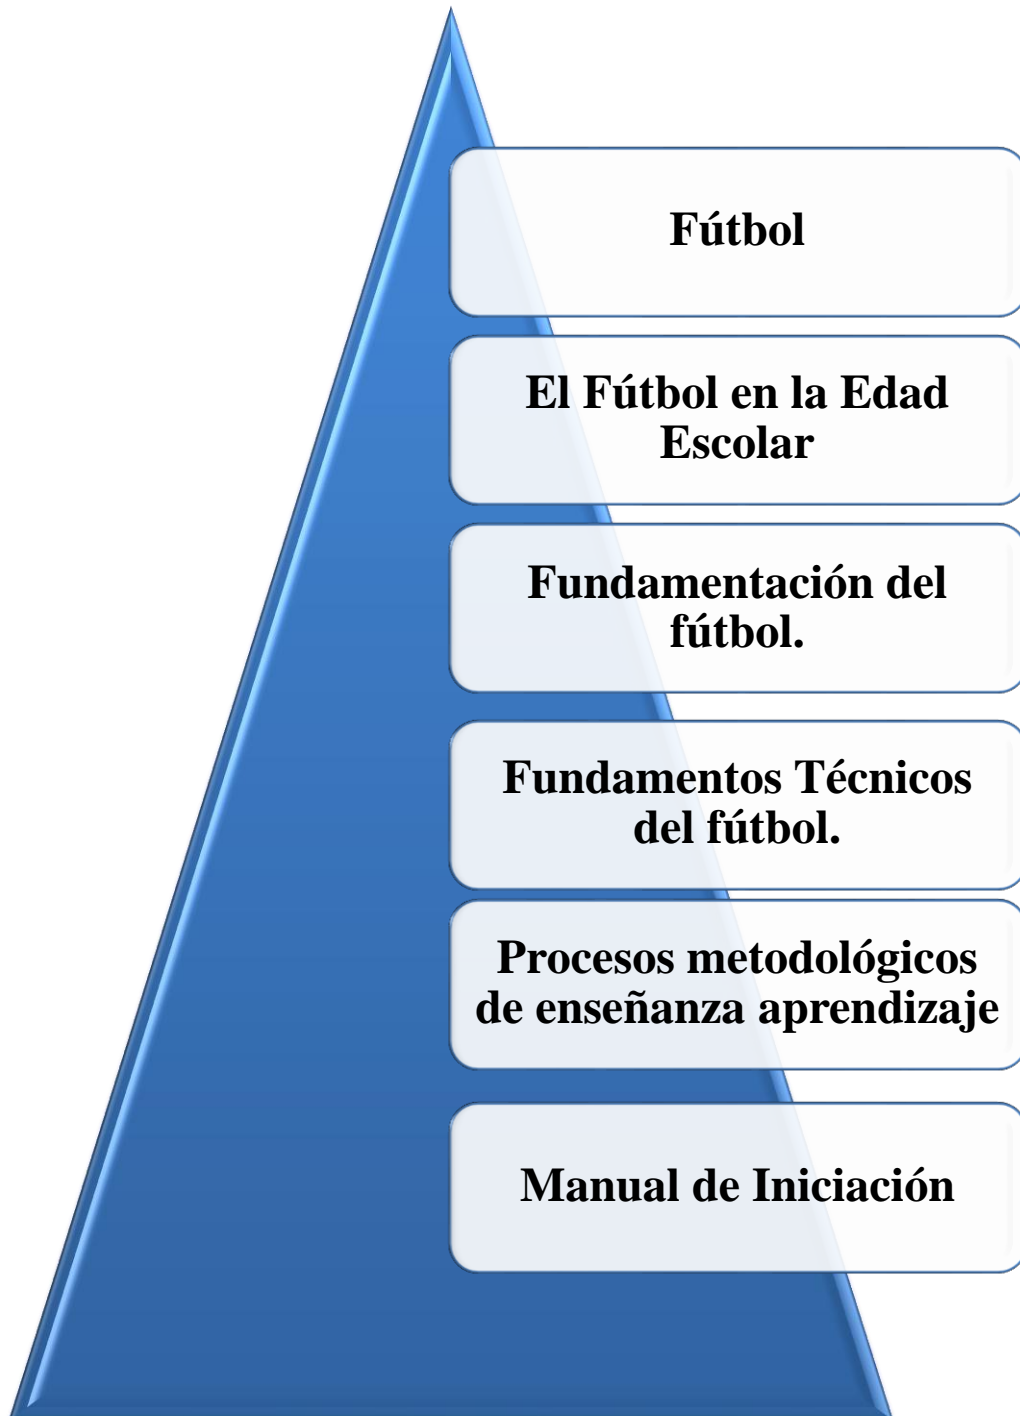 Fútbol
El Fútbol en la Edad
Escolar
Fundamentación del
fútbol.
Fundamentos Técnicos
del fútbol.
Procesos metodológicos
de enseñanza aprendizaje
Manual de Iniciación